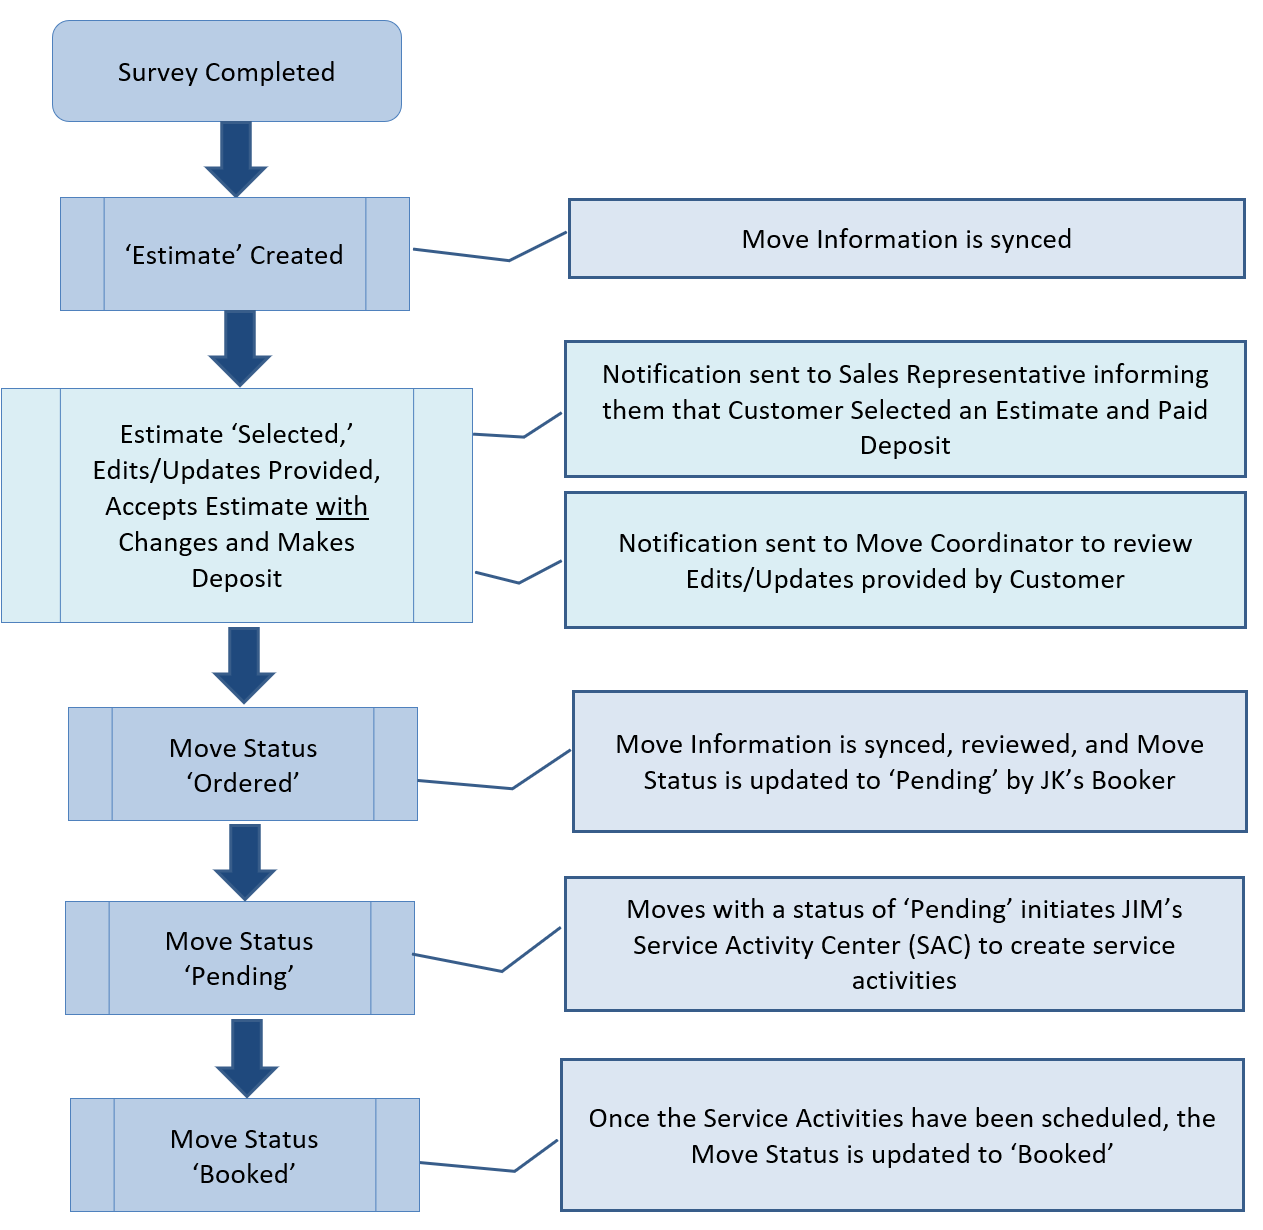 Survey Completed
‘Estimate’ Created
Move Information is synced
Estimate ‘Selected,’
Edits/Updates Provided,
Accepts Estimate with
Changes and Makes
Deposit
Notification sent to Sales Representative informing
them that Customer Selected an Estimate and Paid
Deposit
Notification sent to Move Coordinator to review
Edits/Updates provided by Customer
Move Status
‘Ordered’
Move Information is synced, reviewed, and Move
Status is updated to ‘Pending’ by JK’s Booker
Move Status
‘Pending’
Moves with a status of ‘Pending’ initiates JIM’s
Service Activity Center (SAC) to create service
activities
Move Status
‘Booked’
Once the Service Activities have been scheduled, the
Move Status is updated to ‘Booked’